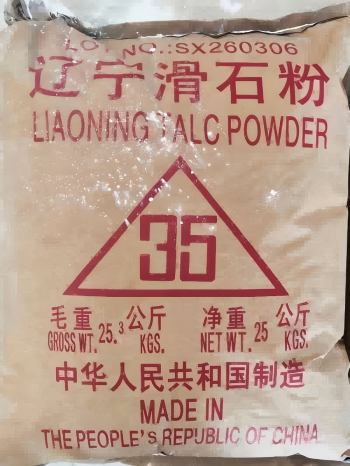 LOT NO.:SX260306
辽宁滑石粉
LIAONING TALC POWDER
35
毛重 25.3 公斤 净重 25 公斤
GROSS WT. KGS. NET WT. KGS.
中华人民共和国制造
MADE IN
THE PEOPLE'S REPUBLIC OF CHINA